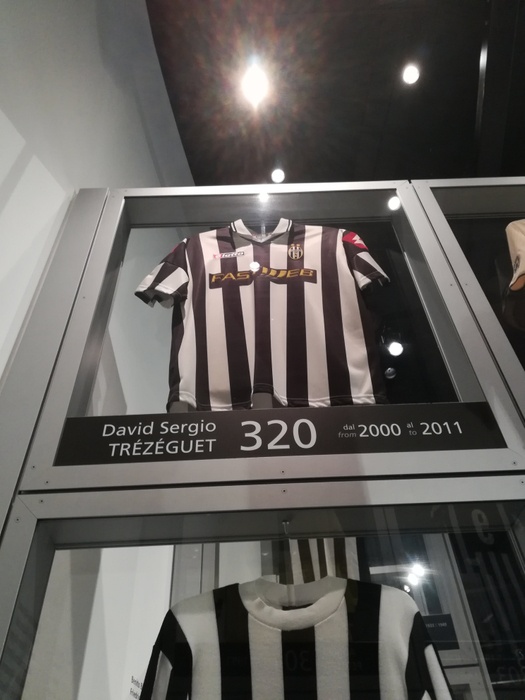 FASTWEB
David Sergio
TRÉZÉGUET
320
dal from 2000 al to 2011